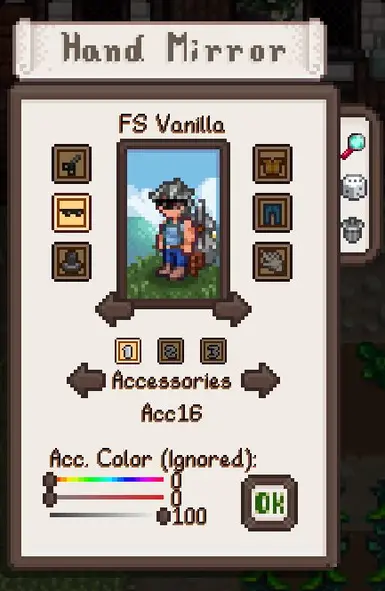 Hand Mirror
FS Vanilla
1 2 3
Accessories
Acc16
Acc. Color (Ignored):
0
0
100
OK